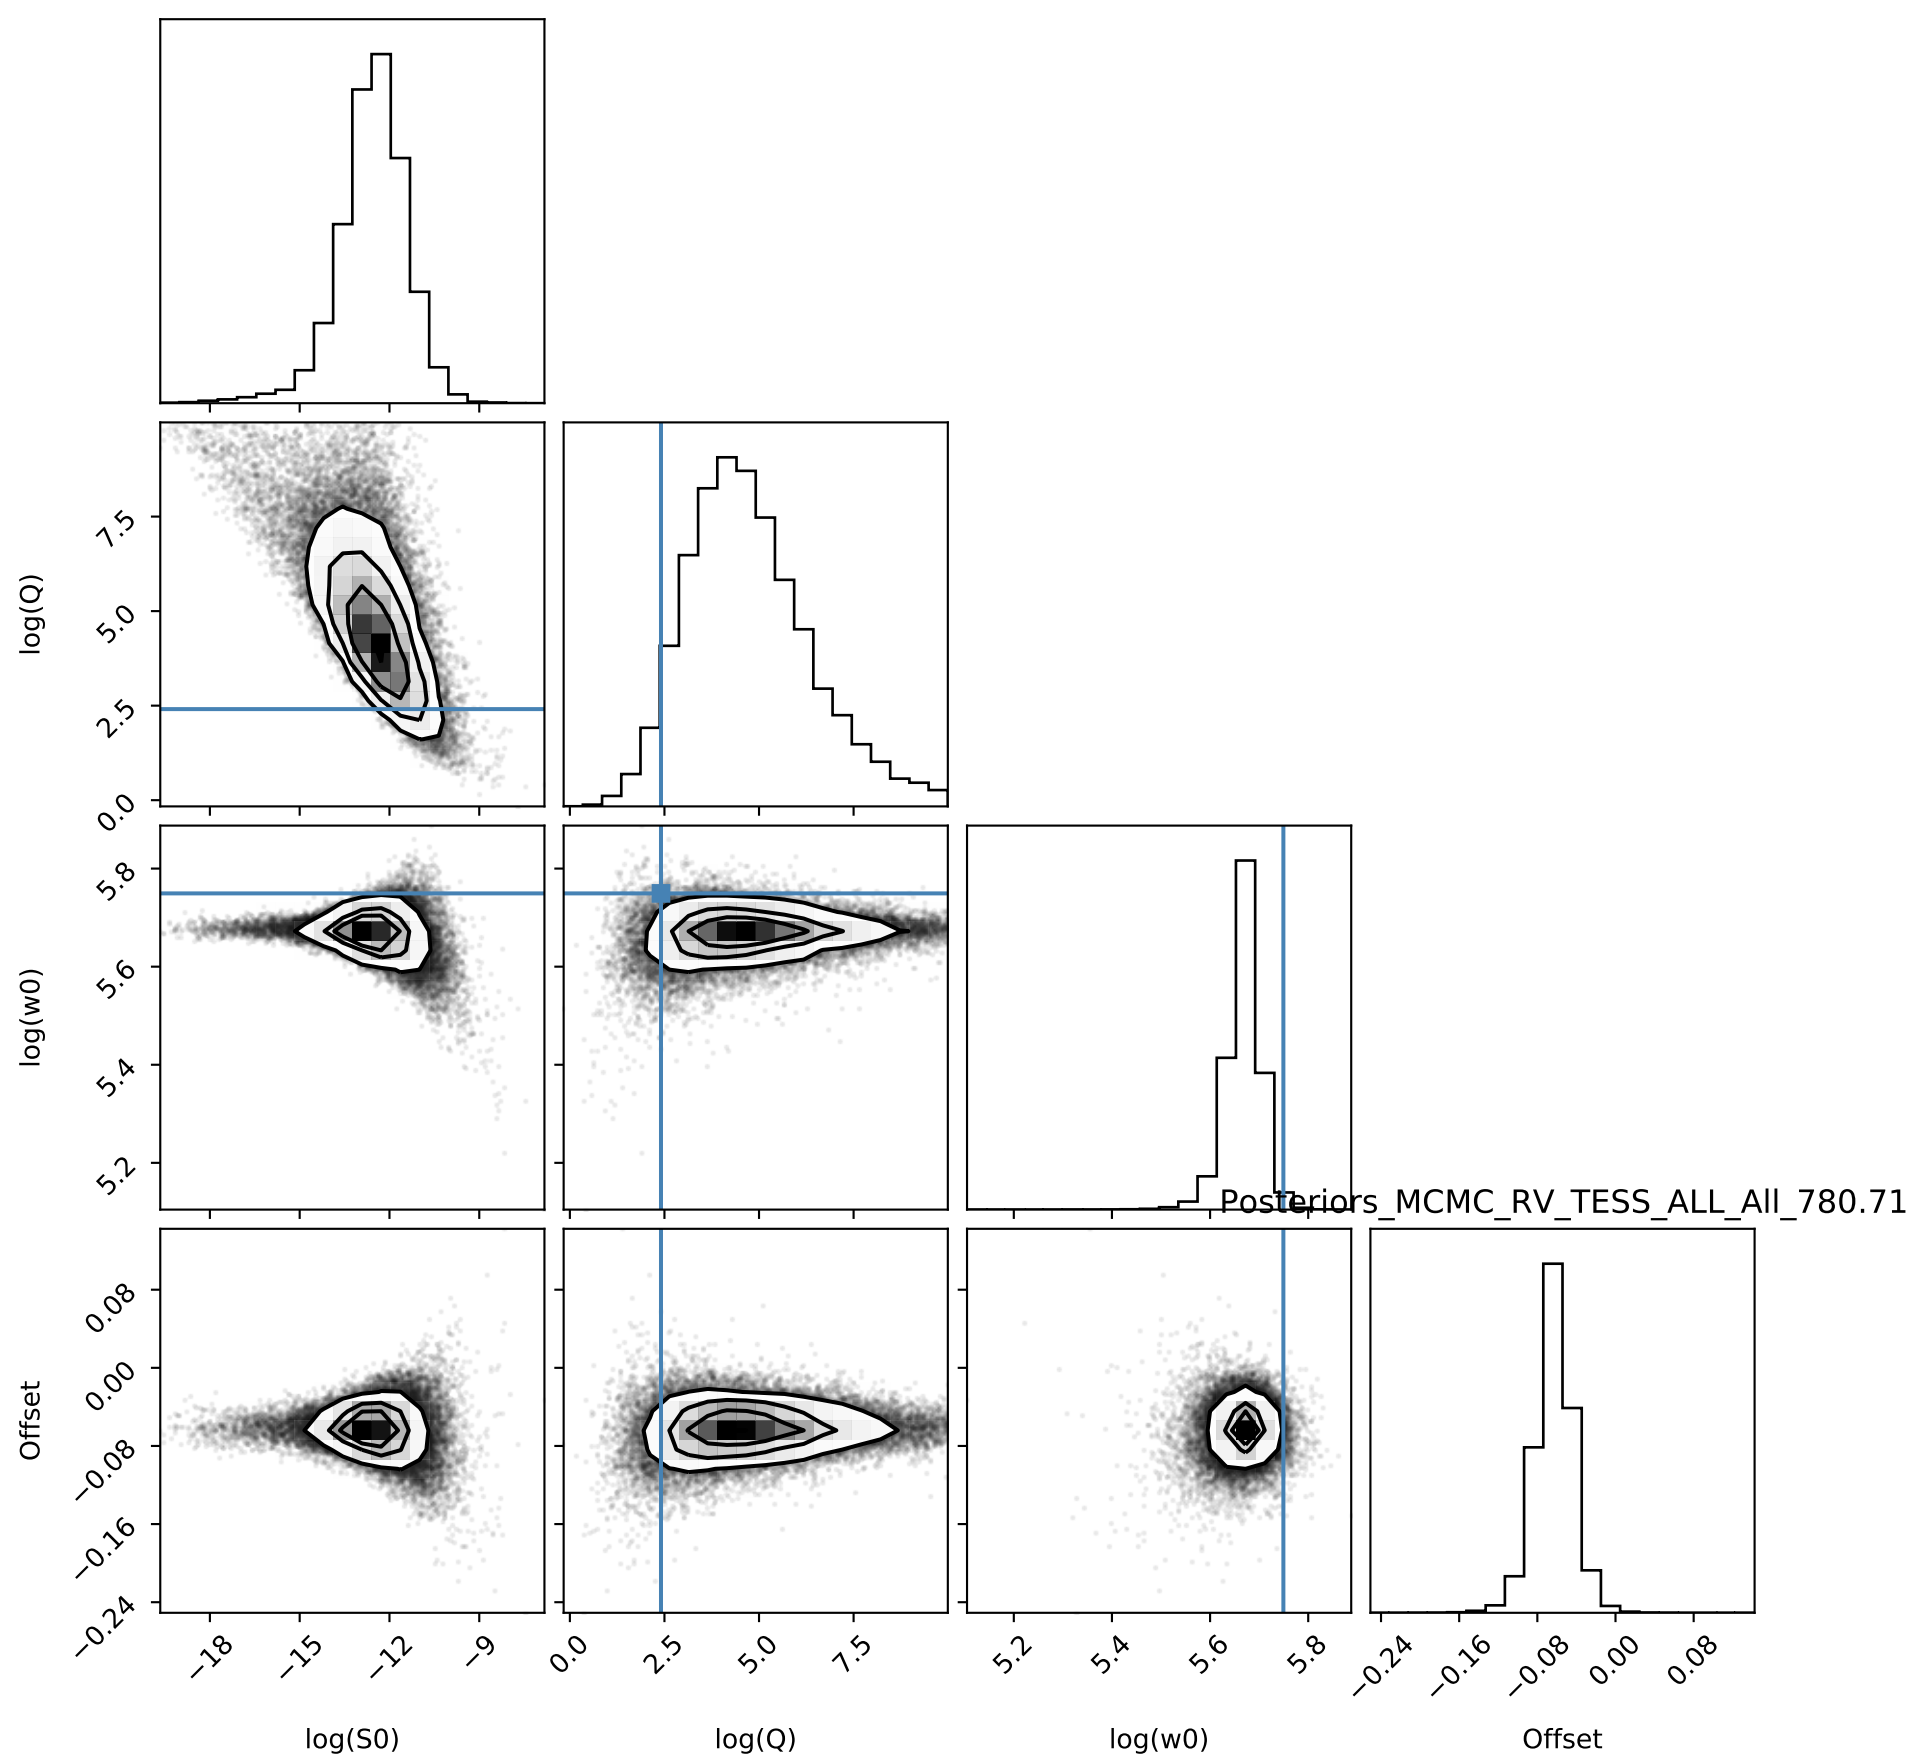 log(Q)
7.5
5.0
2.5
0.0
log(w0)
5.8
5.6
5.4
5.2
Posteriors_MCMC_RV_TESS_ALL_All_780.71
Offset
0.08
0.00
−0.08
−0.16
−0.24
−18 −15 −12 −9 0.0 2.5 5.0 7.5 5.2 5.4 5.6 5.8 −0.24 −0.16 −0.08 0.00 0.08
log(S0) log(Q) log(w0) Offset